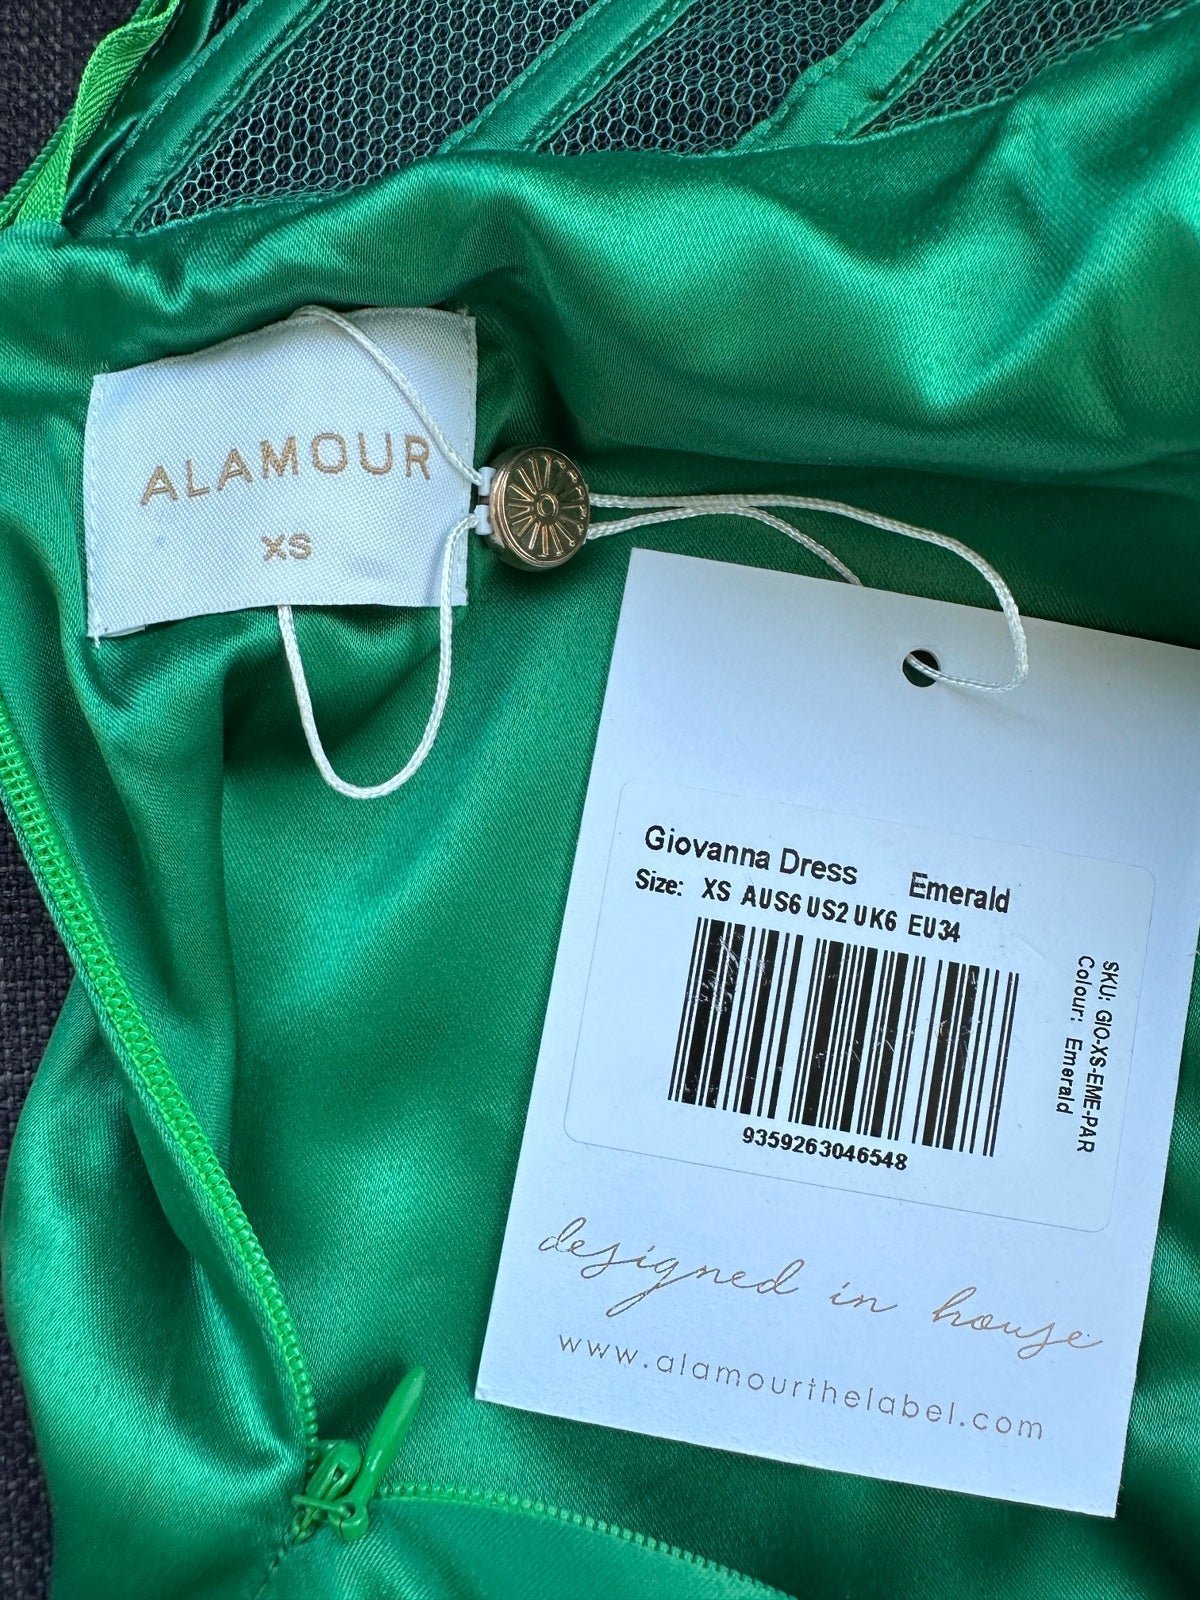 ALAMOUR
XS
Giovanna Dress Emerald
Size: XS AUS6 US2 UK6 EU34
9359263046548
SKU: GIO-XS-EME-PAR
Colour: Emerald
designed in house
www.alamourthelabel.com